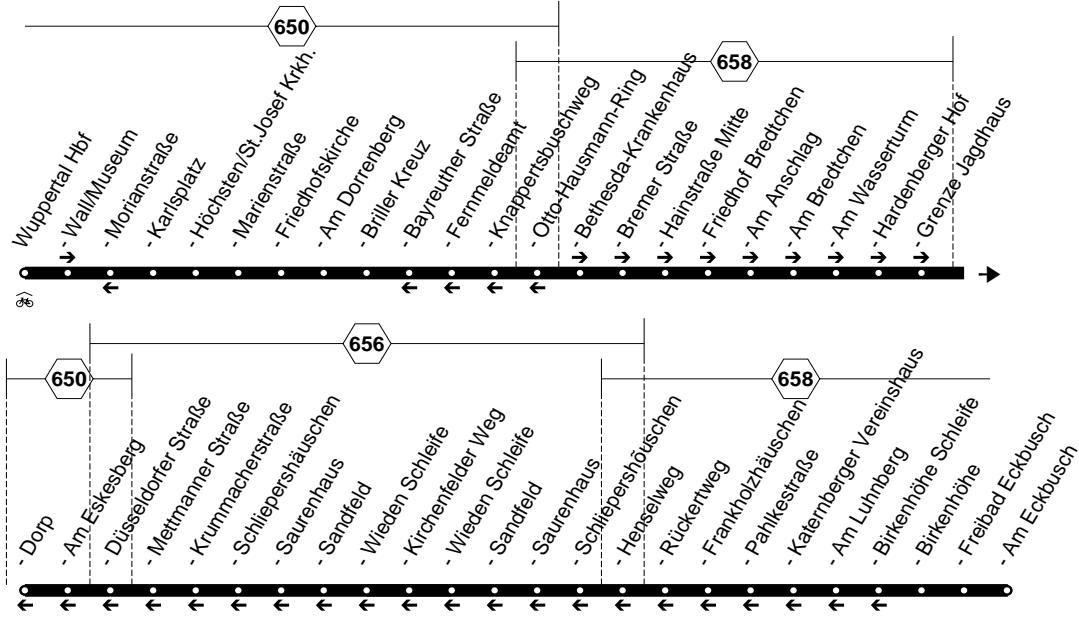 650
658
Wuppertal Hbf
- Wall/Museum
- Morianstraße
- Karlsplatz
- Höchsten/St.Josef Krkh.
- Marienstraße
- Friedhofskirche
- Am Dorrenberg
- Briller Kreuz
- Bayreuther Straße
- Fernmeldeamt
- Knappertsbuschweg
- Otto-Hausmann-Ring
- Bethesda-Krankenhaus
- Bremer Straße
- Hainstraße Mitte
- Friedhof Bredtchen
- Am Anschlag
- Am Bredtchen
- Am Wasserturm
- Hardenberger Hof
- Grenze Jagdhaus
656
650
658
- Dorp
- Am Eskesberg
- Düsseldorfer Straße
- Mettmanner Straße
- Krummacherstraße
- Schliepershäuschen
- Saurenhaus
- Sandfeld
- Wieden Schleife
- Kirchenfelder Weg
- Wieden Schleife
- Sandfeld
- Saurenhaus
- Schliepershöuschen
- Henselweg
- Rückertweg
- Frankholzhäuschen
- Pahlkestraße
- Katernberger Vereinshaus
- Am Luhnberg
- Birkenhöhe Schleife
- Birkenhöhe
- Freibad Eckbusch
- Am Eckbusch